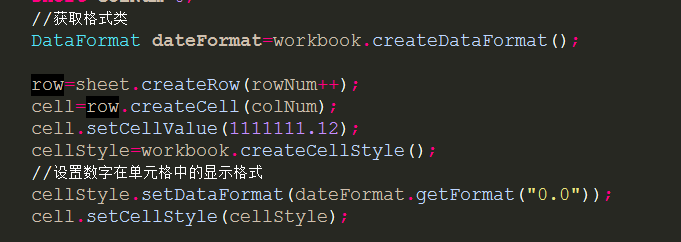 //获取格式类
DataFormat dateFormat=workbook.createDataFormat();
row=sheet.createRow(rowNum++);
cell=row.createCell(colNum);
cell.setCellValue(1111111.12);
cellStyle=workbook.createCellStyle();
//设置数字在单元格中的显示格式
cellStyle.setDataFormat(dateFormat.getFormat("0.0"));
cell.setCellStyle(cellStyle);